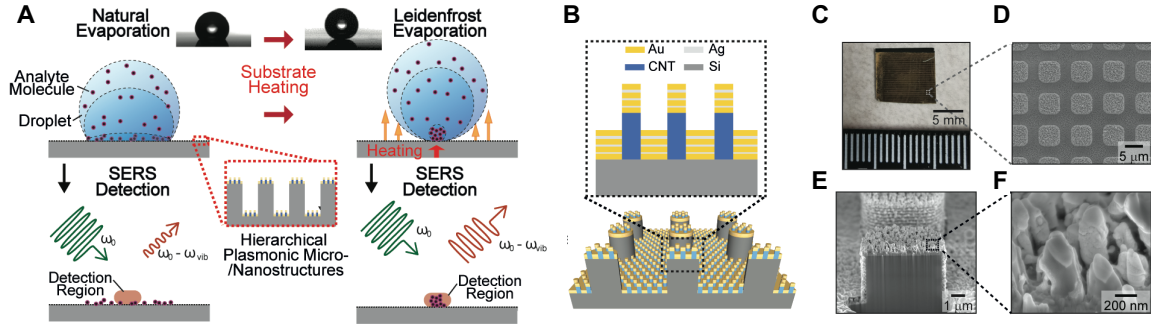 A
Natural
Evaporation
Leidenfrost
Evaporation
Analyte
Molecule
Droplet
Substrate
Heating
Heating
SERS
Detection
SERS
Detection
ω0
ω0 - ωvib
Hierarchical
Plasmonic Micro-
/Nanostructures
ω0
ω0 - ωvib
Detection
Region
Detection
Region
B
Au
Ag
CNT
Si
C
5 mm
D
5 μm
E
1 μm
F
200 nm